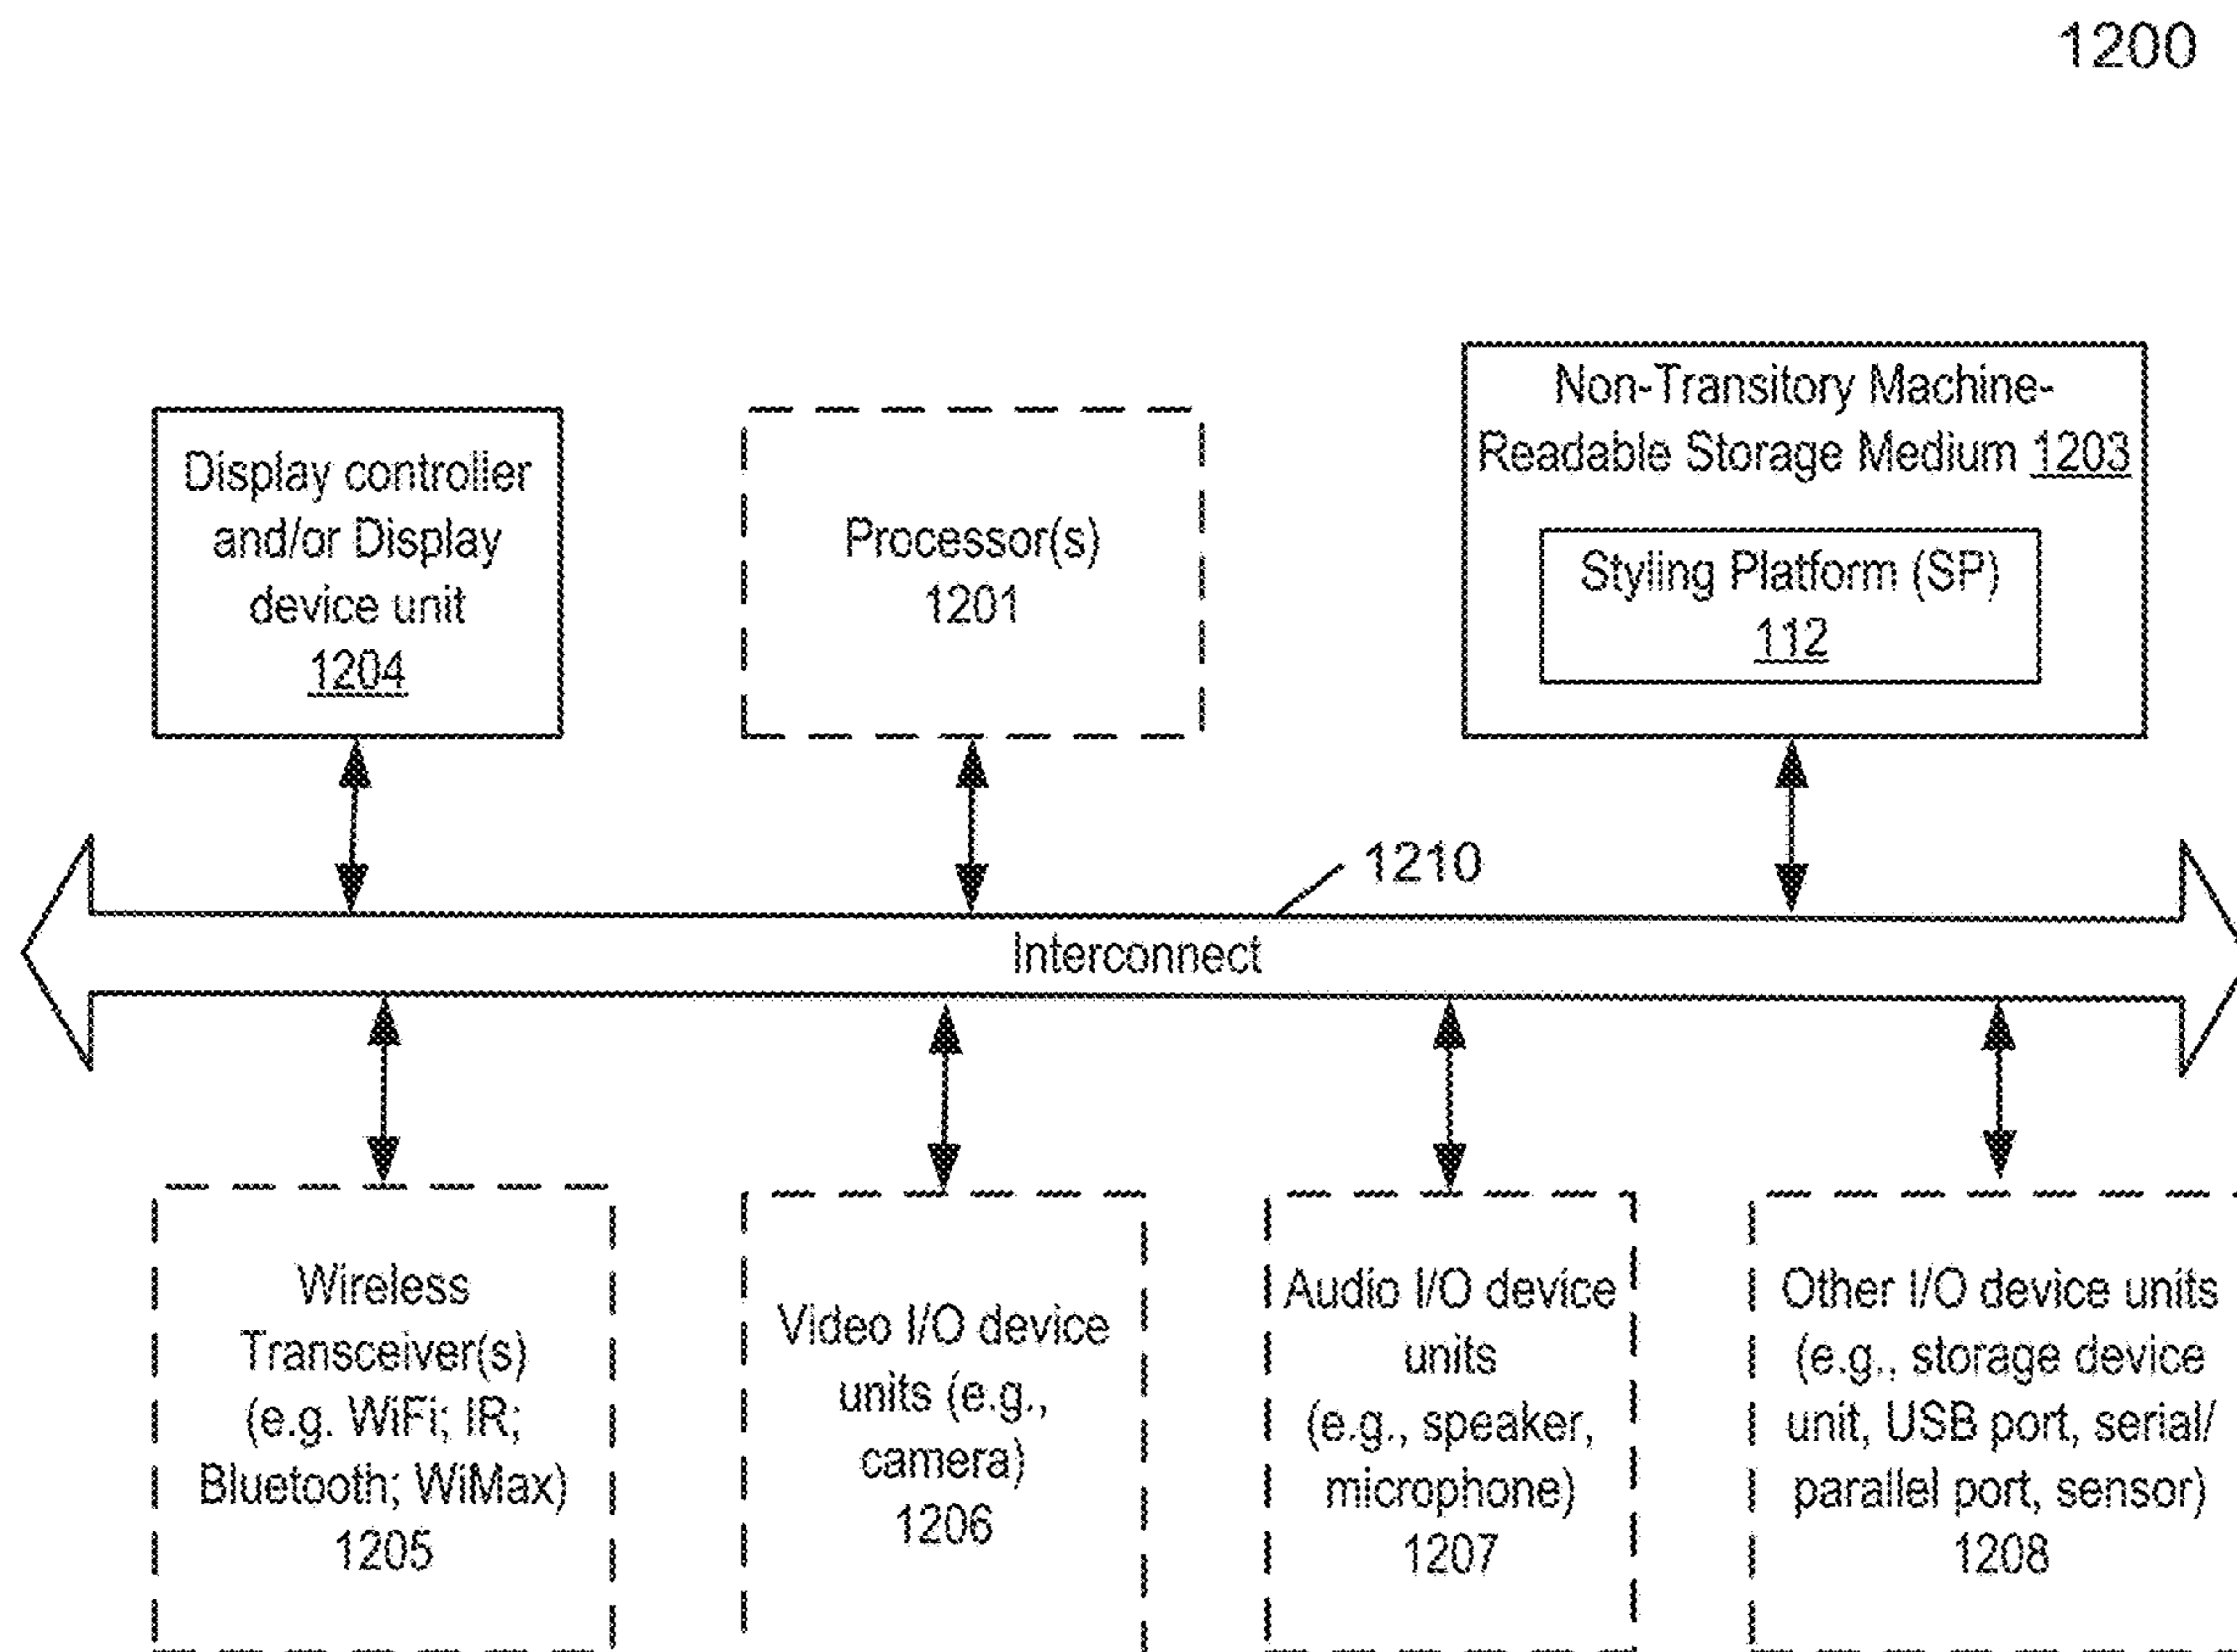 1200
Display controller
and/or Display
device unit
1204
Processor(s)
1201
Non-Transitory Machine-
Readable Storage Medium 1203
Styling Platform (SP)
112
1210
Interconnect
Wireless
Transceiver(s)
(e.g. WiFi; IR;
Bluetooth; WiMax)
1205
Video I/O device
units (e.g.,
camera)
1206
Audio I/O device
units
(e.g., speaker,
microphone)
1207
Other I/O device units
(e.g., storage device
unit, USB port, serial/
parallel port, sensor)
1208